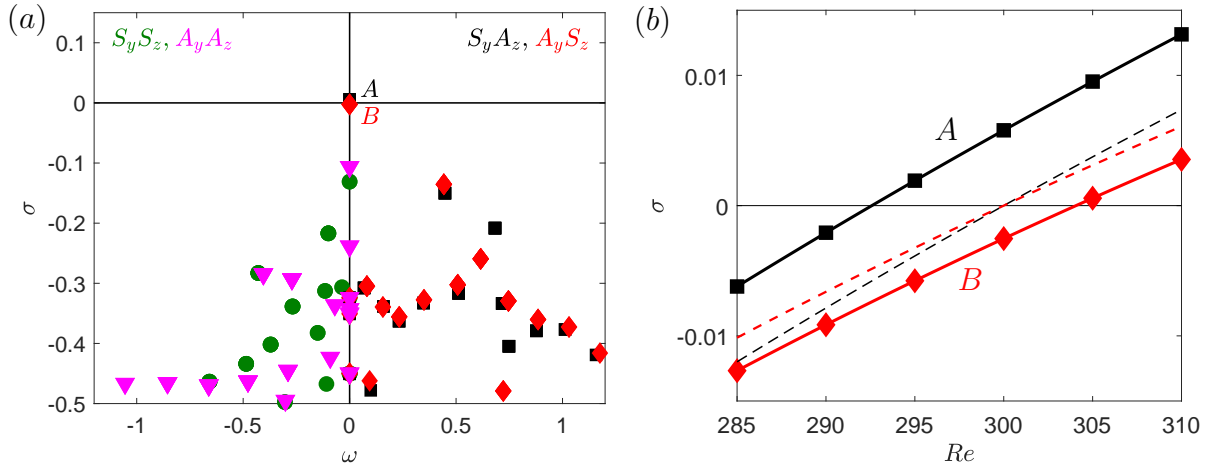 (a)
S_yS_z, A_yA_z
S_yA_z, A_yS_z
A
B
σ
0.1
0
-0.1
-0.2
-0.3
-0.4
-0.5
-1
-0.5
0
0.5
1
ω
(b)
A
B
σ
0.01
0
-0.01
285
290
295
300
305
310
Re